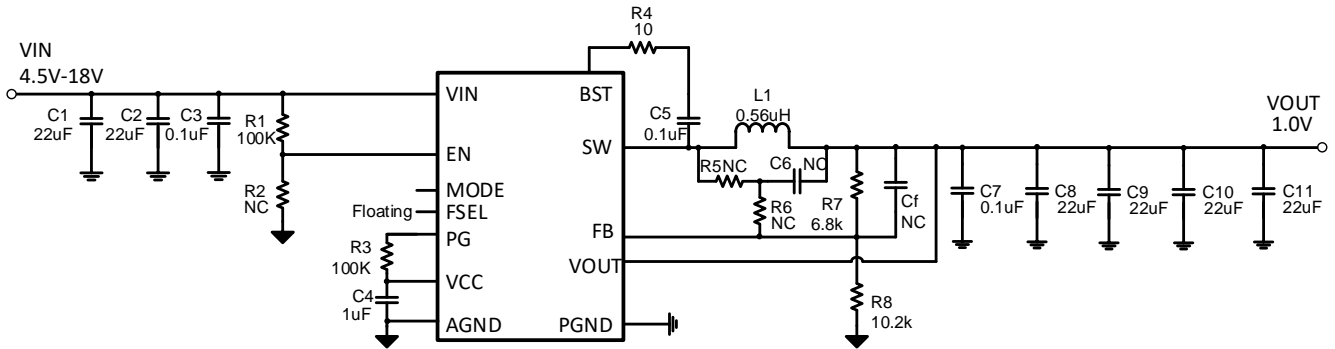 VIN
4.5V-18V
C1
22uF
C2
22uF
C3
0.1uF
R1
100K
R2
NC
Floating
R3
100K
C4
1uF
VIN
EN
MODE
FSEL
PG
VCC
AGND
BST
SW
FB
VOUT
PGND
R4
10
C5
0.1uF
L1
0.56uH
R5NC
C6
NC
R6
NC
R7
6.8k
Cf
NC
R8
10.2k
C7
0.1uF
C8
22uF
C9
22uF
C10
22uF
C11
22uF
VOUT
1.0V